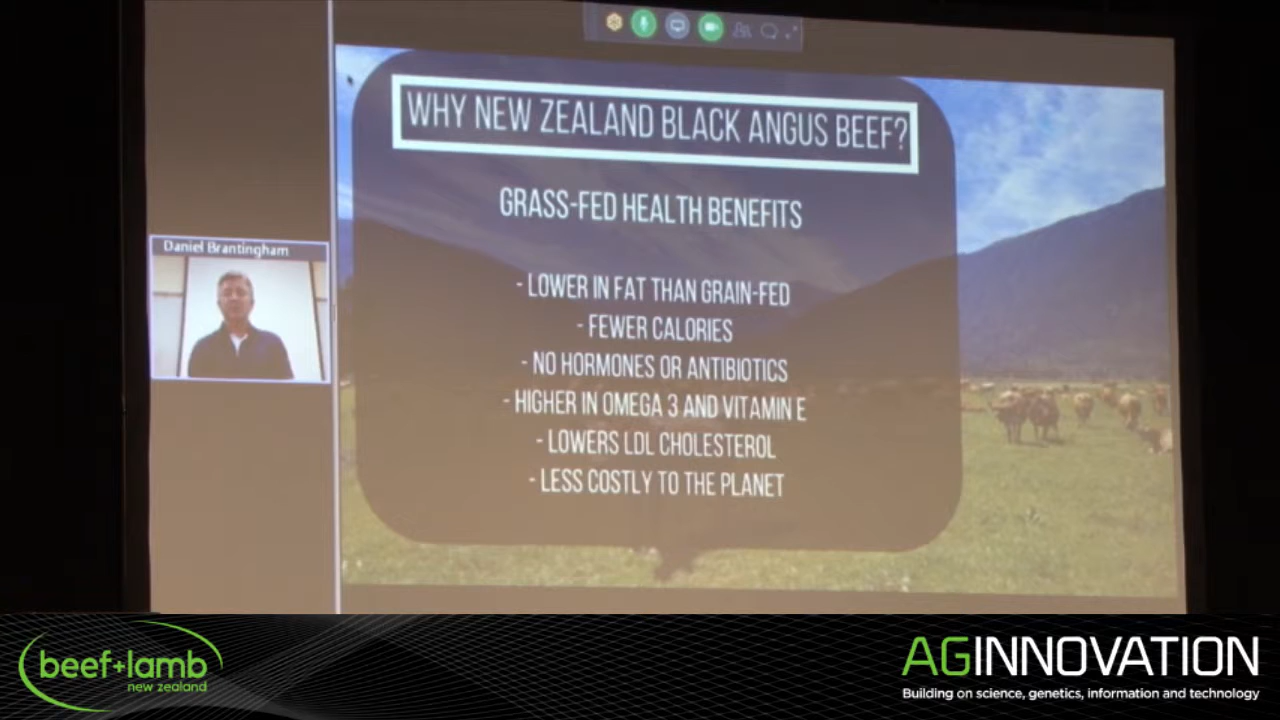 WHY NEW ZEALAND BLACK ANGUS BEEF?
GRASS-FED HEALTH BENEFITS
- LOWER IN FAT THAN GRAIN-FED
- FEWER CALORIES
- NO HORMONES OR ANTIBIOTICS
- HIGHER IN OMEGA 3 AND VITAMIN E
- LOWERS LDL CHOLESTEROL
- LESS COSTLY TO THE PLANET
Daniel Brantingham
beef+lamb
new zealand
AGINNOVATION
Building on science, genetics, information and technology